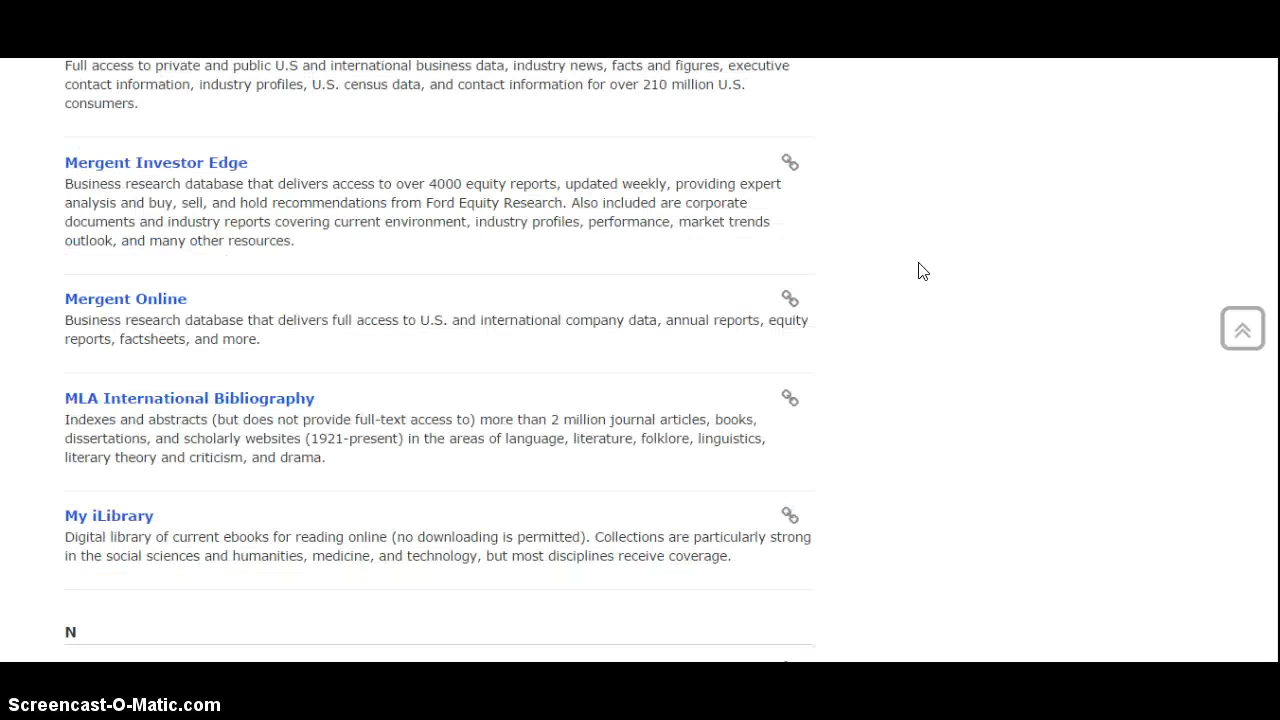 Full access to private and public U.S and international business data, industry news, facts and figures, executive
contact information, industry profiles, U.S. census data, and contact information for over 210 million U.S.
consumers.
Mergent Investor Edge
Business research database that delivers access to over 4000 equity reports, updated weekly, providing expert
analysis and buy, sell, and hold recommendations from Ford Equity Research. Also included are corporate
documents and industry reports covering current environment, industry profiles, performance, market trends
outlook, and many other resources.
Mergent Online
Business research database that delivers full access to U.S. and international company data, annual reports, equity
reports, factsheets, and more.
MLA International Bibliography
Indexes and abstracts (but does not provide full-text access to) more than 2 million journal articles, books,
dissertations, and scholarly websites (1921-present) in the areas of language, literature, folklore, linguistics,
literary theory and criticism, and drama.
My iLibrary
Digital library of current ebooks for reading online (no downloading is permitted). Collections are particularly strong
in the social sciences and humanities, medicine, and technology, but most disciplines receive coverage.
N
Screencast-O-Matic.com